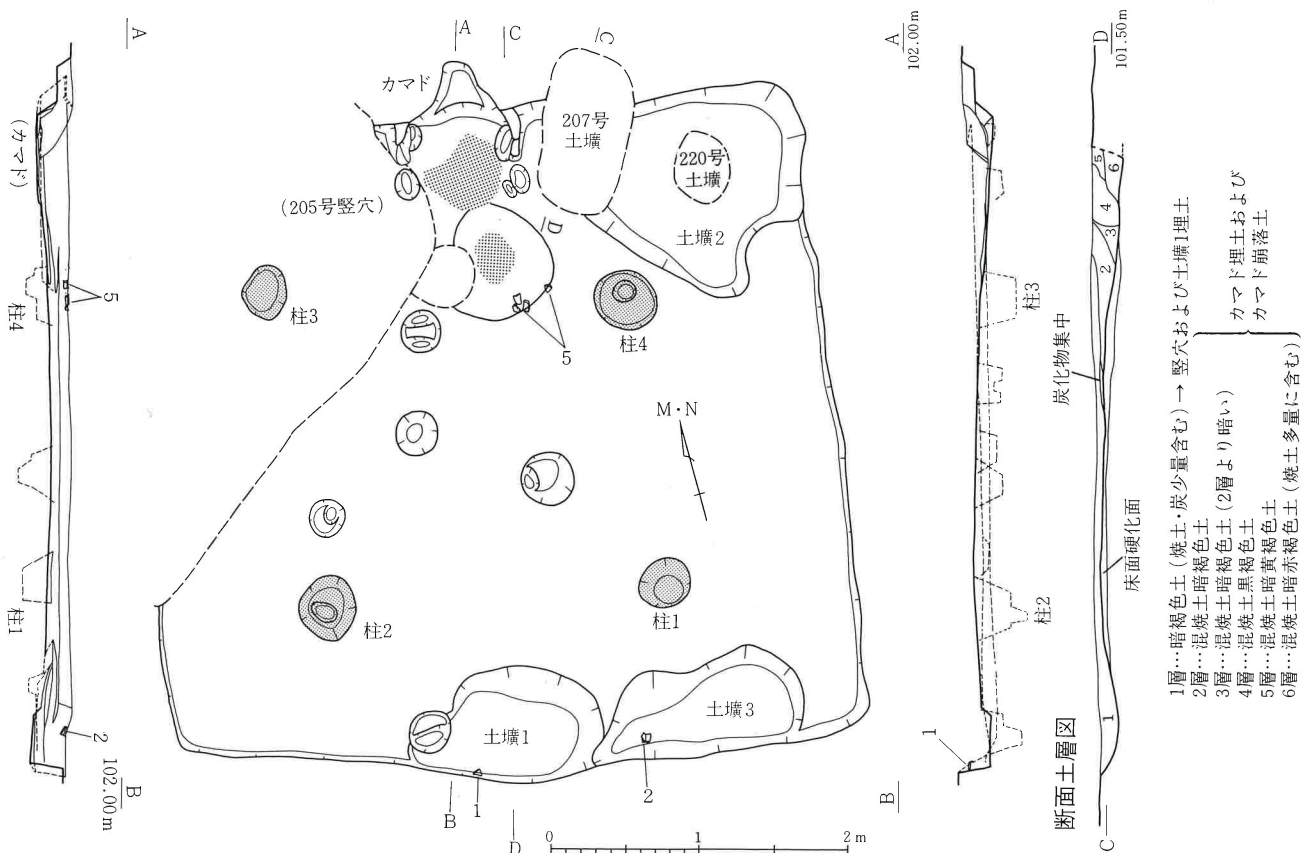 A
(カマド)
5
柱4
柱1
2
102.00m
B
A
C
C
カマド
207号
土壙
220号
土壙
(205号竪穴)
D
土壙2
柱3
5
柱4
M・N
柱2
柱1
土壙1
土壙3
1
2
B
D
0
1
2 m
A
102.00m
柱3
柱2
1
B
D
101.50m
5
6
4
3
2
炭化物集中
床面硬化面
1
断面土層図
C
1層…暗褐色土(焼土・炭少量含む)→ 竪穴および土壙1埋土
2層…混焼土暗褐色土
3層…混焼土暗褐色土(2層より暗い)
4層…混焼土黒褐色土
5層…混焼土暗黄褐色土
6層…混焼土暗赤褐色土(焼土多量に含む)
カマド埋土および
カマド崩落土